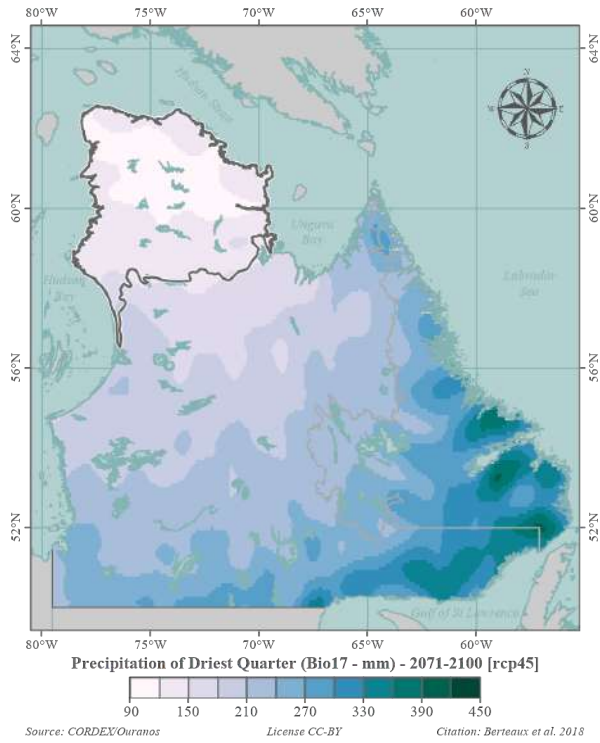 80°W 75°W 70°W 65°W 60°W
64°N 64°N
Hudson Strait
N
W E
S
60°N 60°N
Ungava
Bay
Hudson
Bay
Labrador
Sea
56°N 56°N
52°N 52°N
Gulf of St Lawrence
80°W 75°W 70°W 65°W 60°W
Precipitation of Driest Quarter (Bio17 - mm) - 2071-2100 [rcp45]
90 150 210 270 330 390 450
Source: CORDEX/Ouranos License CC-BY Citation: Berteaux et al. 2018